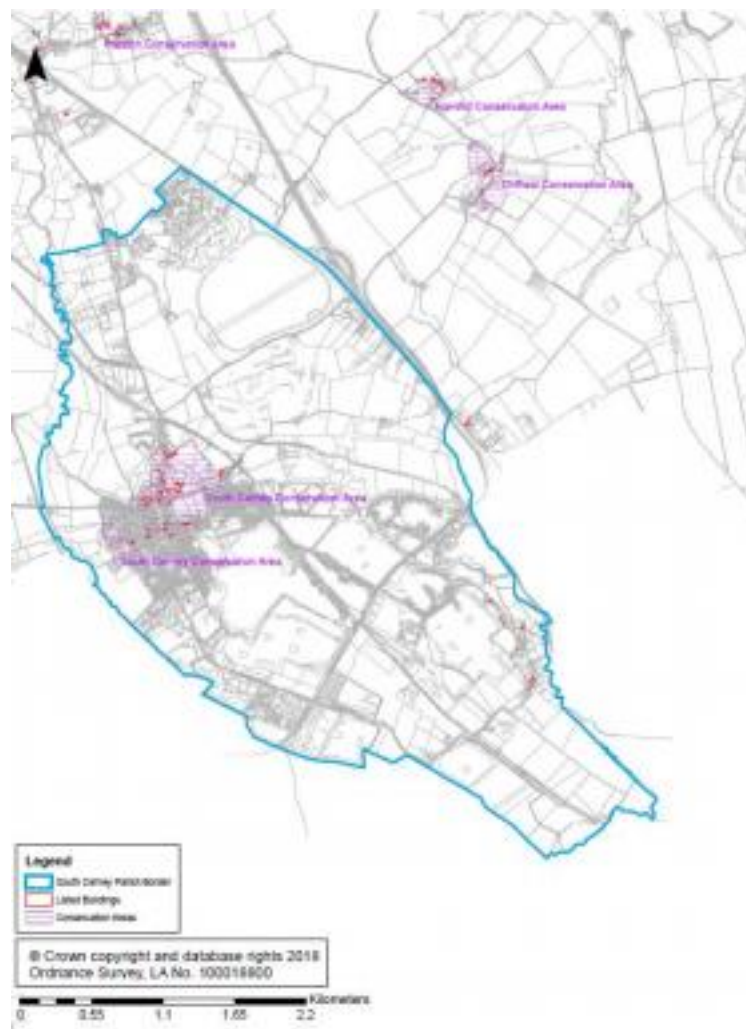 Conservation Area
Conservation Area
Driffield Conservation Area
South Cerney Conservation Area
South Cerney Conservation Area
Legend
South Cerney Parish Border
Listed Buildings
Conservation Areas
© Crown copyright and database rights 2018
Ordnance Survey, LA No. 100018800
Kilometers
0 0.55 1.1 1.65 2.2